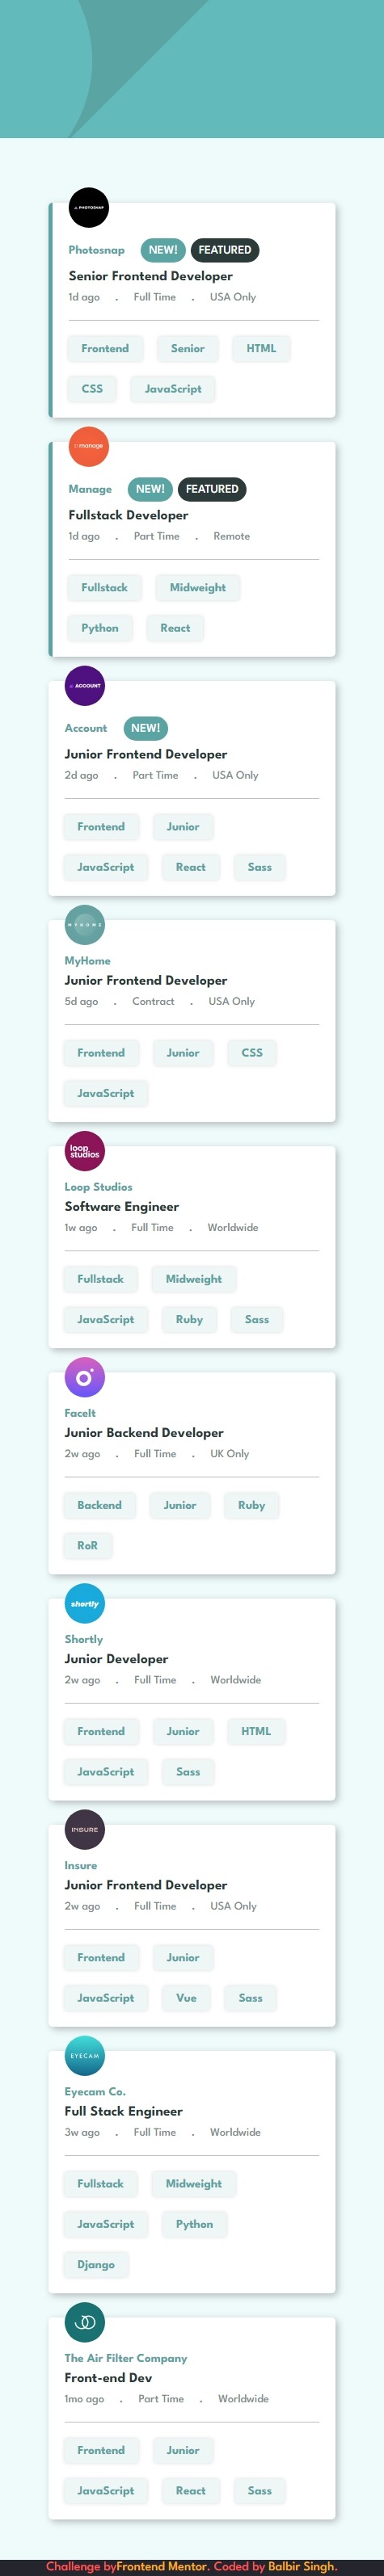 PHOTOSNAP
Photosnap NEW! FEATURED
Senior Frontend Developer
1d ago . Full Time . USA Only
Frontend Senior HTML
CSS JavaScript
manage
Manage NEW! FEATURED
Fullstack Developer
1d ago . Part Time . Remote
Fullstack Midweight
Python React
ACCOUNT
Account NEW!
Junior Frontend Developer
2d ago . Part Time . USA Only
Frontend Junior
JavaScript React Sass
MYHOME
MyHome
Junior Frontend Developer
5d ago . Contract . USA Only
Frontend Junior CSS
JavaScript
loop
studios
Loop Studios
Software Engineer
1w ago . Full Time . Worldwide
Fullstack Midweight
JavaScript Ruby Sass
FaceIt
Junior Backend Developer
2w ago . Full Time . UK Only
Backend Junior Ruby
RoR
shortly
Shortly
Junior Developer
2w ago . Full Time . Worldwide
Frontend Junior HTML
JavaScript Sass
INSURE
Insure
Junior Frontend Developer
2w ago . Full Time . USA Only
Frontend Junior
JavaScript Vue Sass
EYECAM
Eyecam Co.
Full Stack Engineer
3w ago . Full Time . Worldwide
Fullstack Midweight
JavaScript Python
Django
The Air Filter Company
Front-end Dev
1mo ago . Part Time . Worldwide
Frontend Junior
JavaScript React Sass
Challenge byFrontend Mentor. Coded by Balbir Singh.